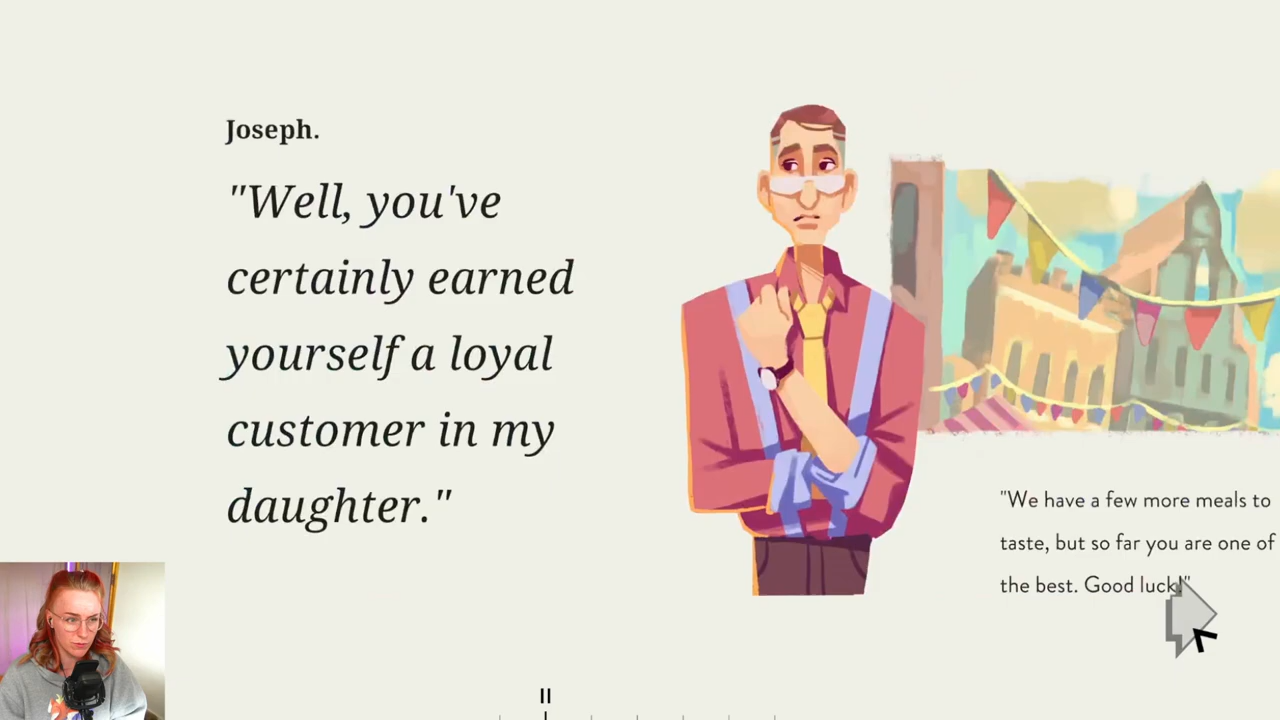 Joseph.
"Well, you've
certainly earned
yourself a loyal
customer in my
daughter."
"We have a few more meals to
taste, but so far you are one of
the best. Good luck!"
II